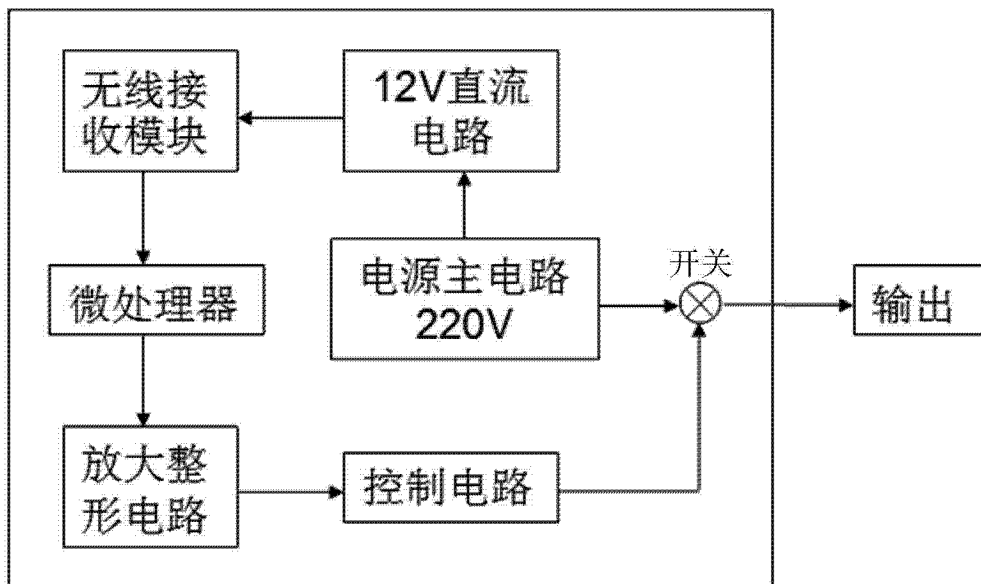 无线接
收模块
12V直流
电路
微处理器
电源主电路
220V
开关
输出
放大整
形电路
控制电路